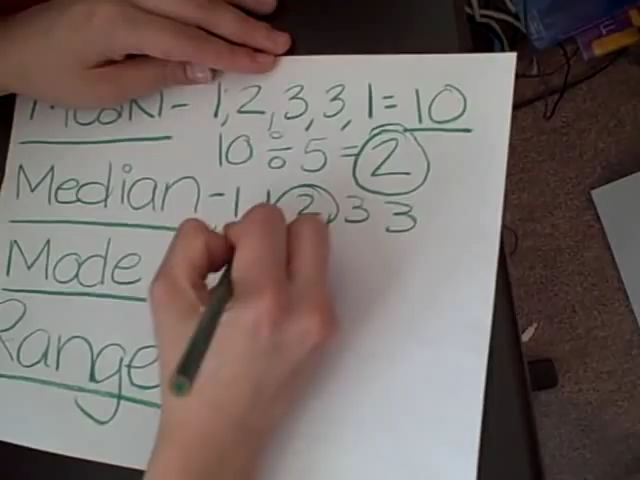 Mean - 1, 2, 3, 3, 1 = 10
10 ÷ 5 = 2
Median - 1 1 2, 3 3
Mode
Range